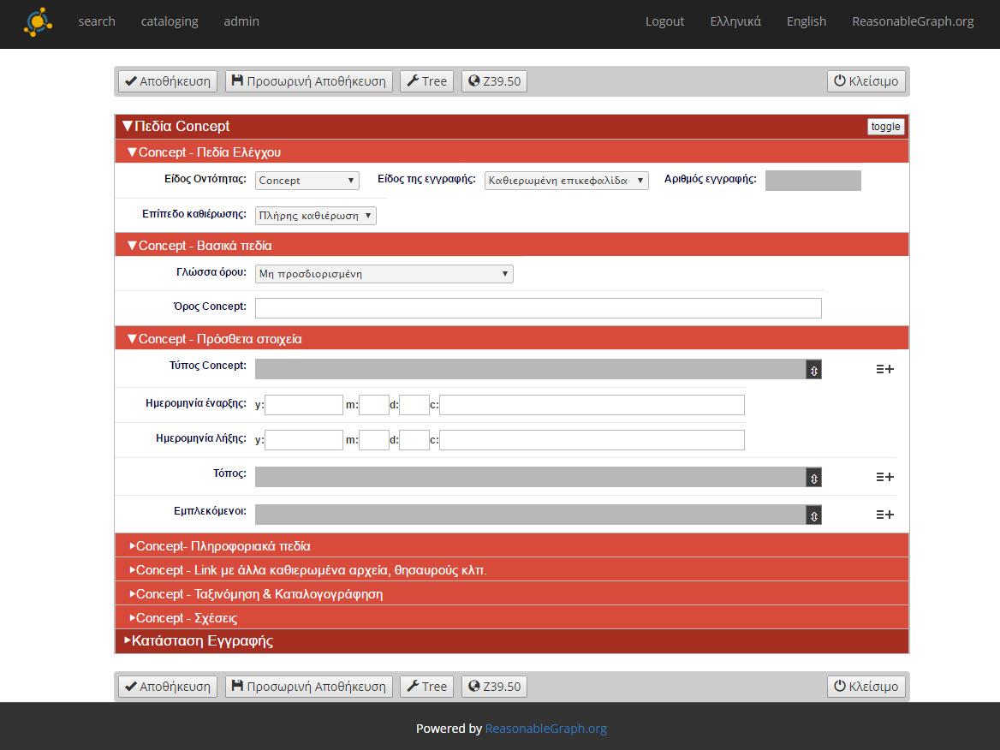 search cataloging admin Logout Ελληνικά English ReasonableGraph.org
Αποθήκευση Προσωρινή Αποθήκευση Tree Z39.50 Κλείσιμο
▼Πεδία Concept toggle
▼Concept - Πεδία Ελέγχου
Είδος Οντότητας: Concept ▼ Είδος της εγγραφής: Καθιερωμένη επικεφαλίδα ▼ Αριθμός εγγραφής:
Επίπεδο καθιέρωσης: Πλήρης καθιέρωση ▼
▼Concept - Βασικά πεδία
Γλώσσα όρου: Μη προσδιορισμένη ▼
Όρος Concept:
▼Concept - Πρόσθετα στοιχεία
Τύπος Concept:
Ημερομηνία έναρξης: y: m: d: c:
Ημερομηνία λήξης: y: m: d: c:
Τόπος:
Εμπλεκόμενοι:
▸Concept- Πληροφοριακά πεδία
▸Concept - Link με άλλα καθιερωμένα αρχεία, θησαυρούς κλπ.
▸Concept - Ταξινόμηση & Καταλογογράφηση
▸Concept - Σχέσεις
▸Κατάσταση Εγγραφής
Αποθήκευση Προσωρινή Αποθήκευση Tree Z39.50 Κλείσιμο
Powered by ReasonableGraph.org